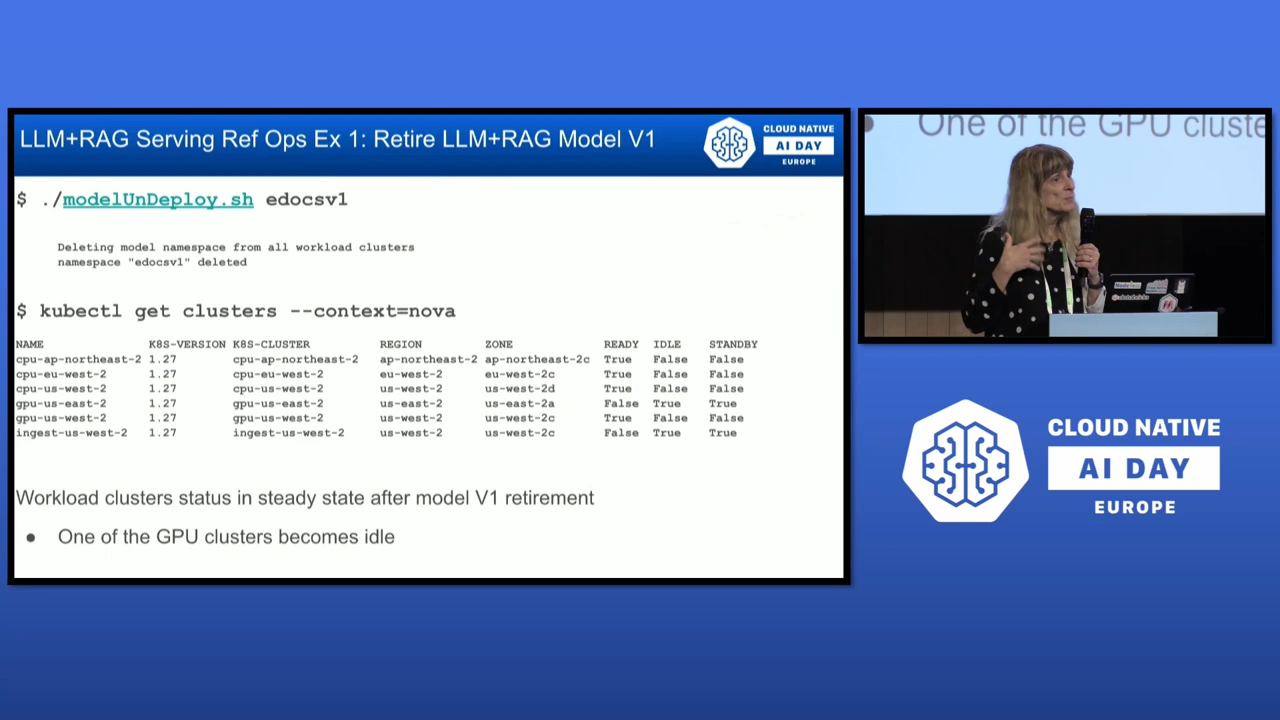 LLM+RAG Serving Ref Ops Ex 1: Retire LLM+RAG Model V1
CLOUD NATIVE
AI DAY
EUROPE
$ ./modelUnDeploy.sh edocsv1
Deleting model namespace from all workload clusters
namespace "edocsv1" deleted
$ kubectl get clusters --context=nova
NAME K8S-VERSION K8S-CLUSTER REGION ZONE READY IDLE STANDBY
cpu-ap-northeast-2 1.27 cpu-ap-northeast-2 ap-northeast-2 ap-northeast-2c True False False
cpu-eu-west-2 1.27 cpu-eu-west-2 eu-west-2 eu-west-2c True False False
cpu-us-west-2 1.27 cpu-us-west-2 us-west-2 us-west-2d True False False
gpu-us-east-2 1.27 gpu-us-east-2 us-east-2 us-east-2a False True True
gpu-us-west-2 1.27 gpu-us-west-2 us-west-2 us-west-2c True False False
ingest-us-west-2 1.27 ingest-us-west-2 us-west-2 us-west-2c False True True
Workload clusters status in steady state after model V1 retirement
● One of the GPU clusters becomes idle
One of the GPU cluste
CLOUD NATIVE
AI DAY
EUROPE